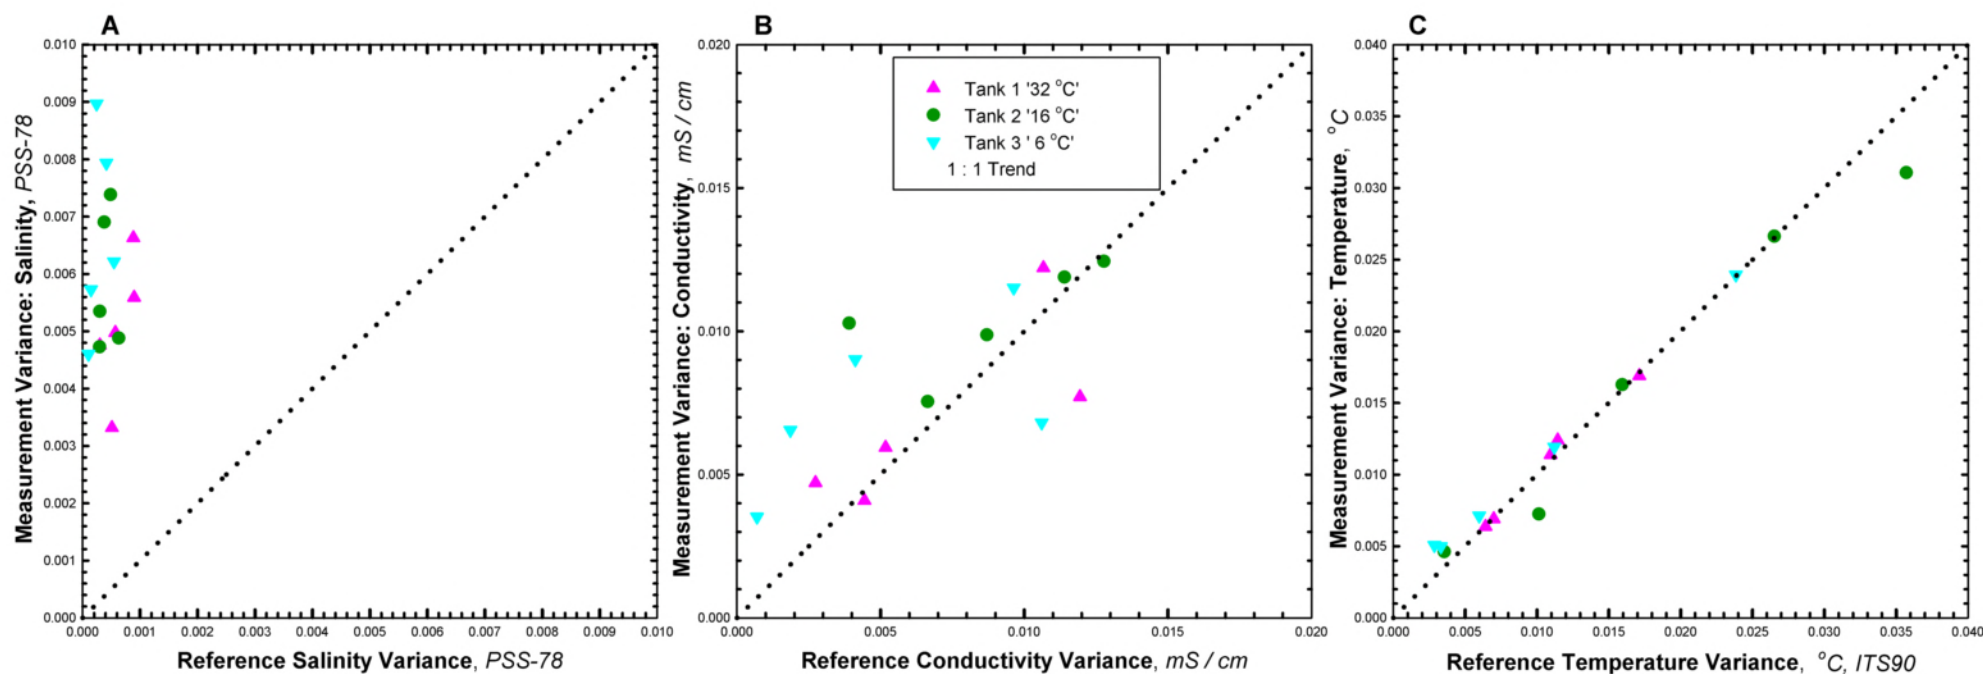 A
B
C
0.010
0.009
0.008
0.007
0.006
0.005
0.004
0.003
0.002
0.001
0.000
Measurement Variance: Salinity, PSS-78
0.000 0.001 0.002 0.003 0.004 0.005 0.006 0.007 0.008 0.009 0.010
Reference Salinity Variance, PSS-78
0.020
0.015
0.010
0.005
0.000
Measurement Variance: Conductivity, mS / cm
Tank 1 '32 °C'
Tank 2 '16 °C'
Tank 3 ' 6 °C'
1 : 1 Trend
0.000 0.005 0.010 0.015 0.020
Reference Conductivity Variance, mS / cm
0.040
0.035
0.030
0.025
0.020
0.015
0.010
0.005
0.000
Measurement Variance: Temperature, °C
0.000 0.005 0.010 0.015 0.020 0.025 0.030 0.035 0.040
Reference Temperature Variance, °C, ITS90